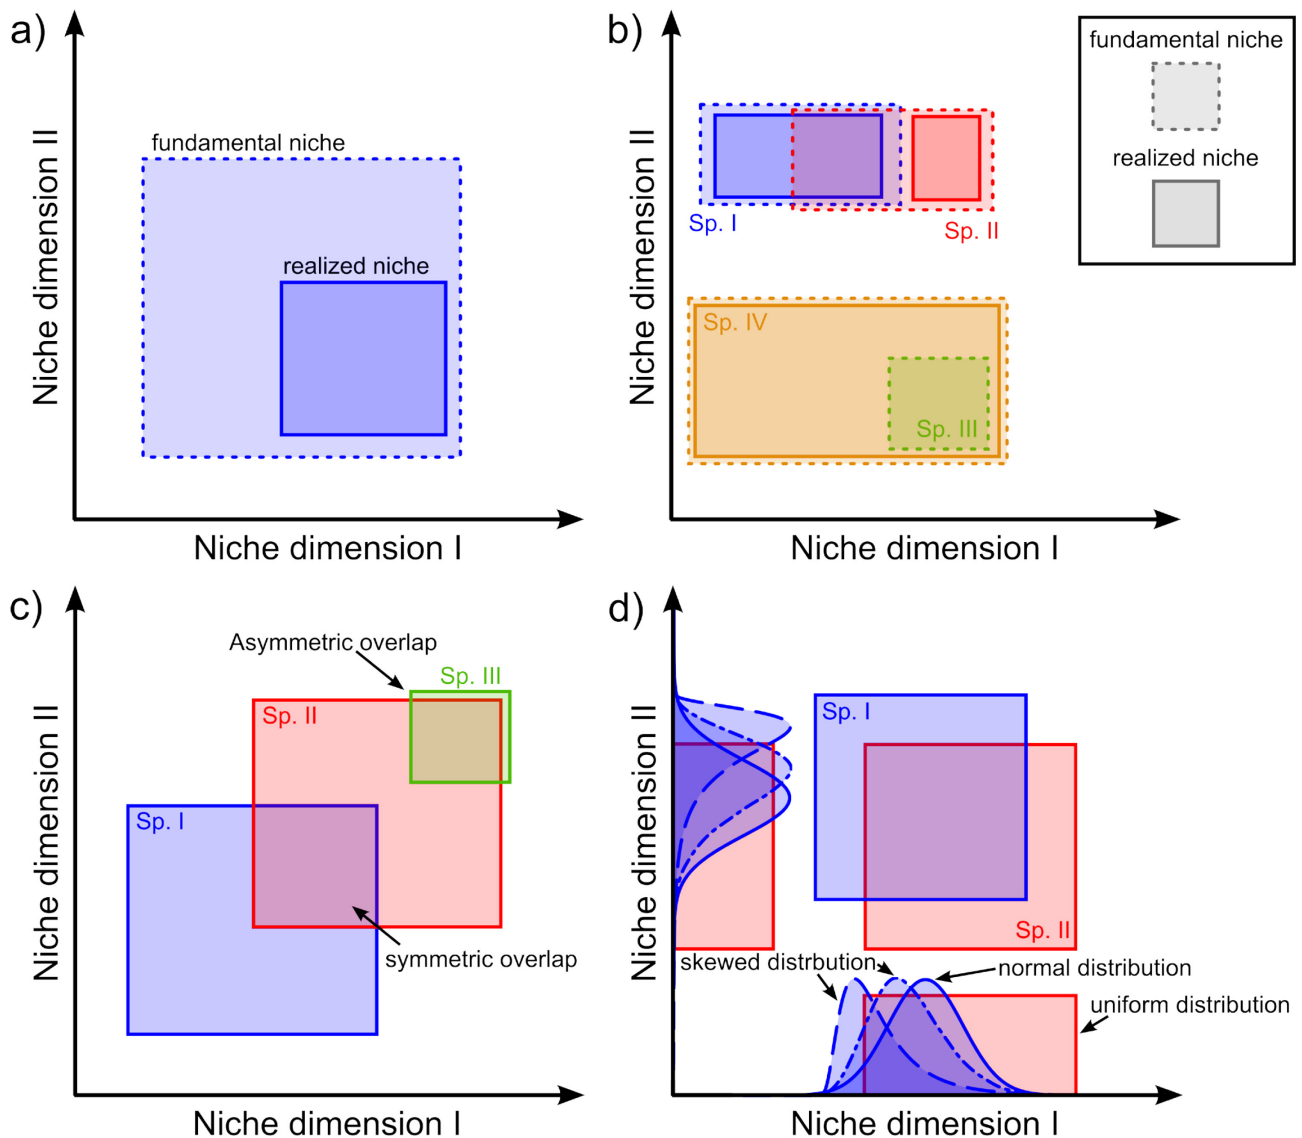 a)
Niche dimension II
fundamental niche
realized niche
Niche dimension I
b)
Niche dimension II
Sp. I
Sp. II
Sp. IV
Sp. III
Niche dimension I
fundamental niche
realized niche
c)
Niche dimension II
Asymmetric overlap
Sp. III
Sp. II
Sp. I
symmetric overlap
Niche dimension I
d)
Niche dimension II
Sp. I
Sp. II
skewed distrbution
normal distribution
uniform distribution
Niche dimension I